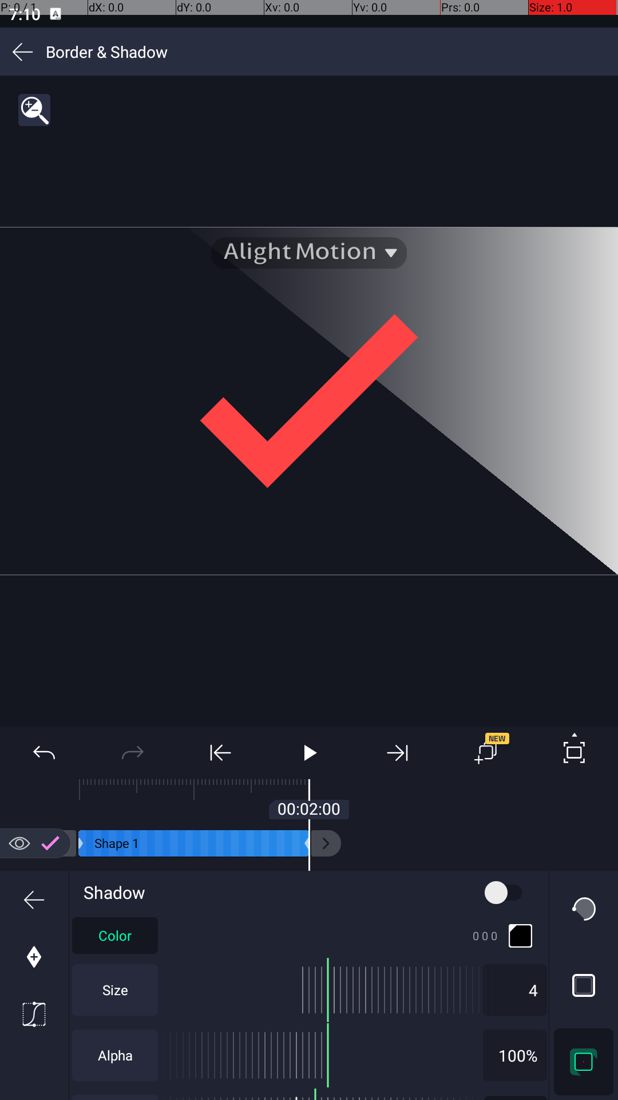 P: 0 / 1 dX: 0.0 dY: 0.0 Xv: 0.0 Yv: 0.0 Prs: 0.0 Size: 1.0
7:10 A
Border & Shadow
Alight Motion
NEW
00:02:00
Shape 1
Shadow
Color 0 0 0
Size 4
Alpha 100%